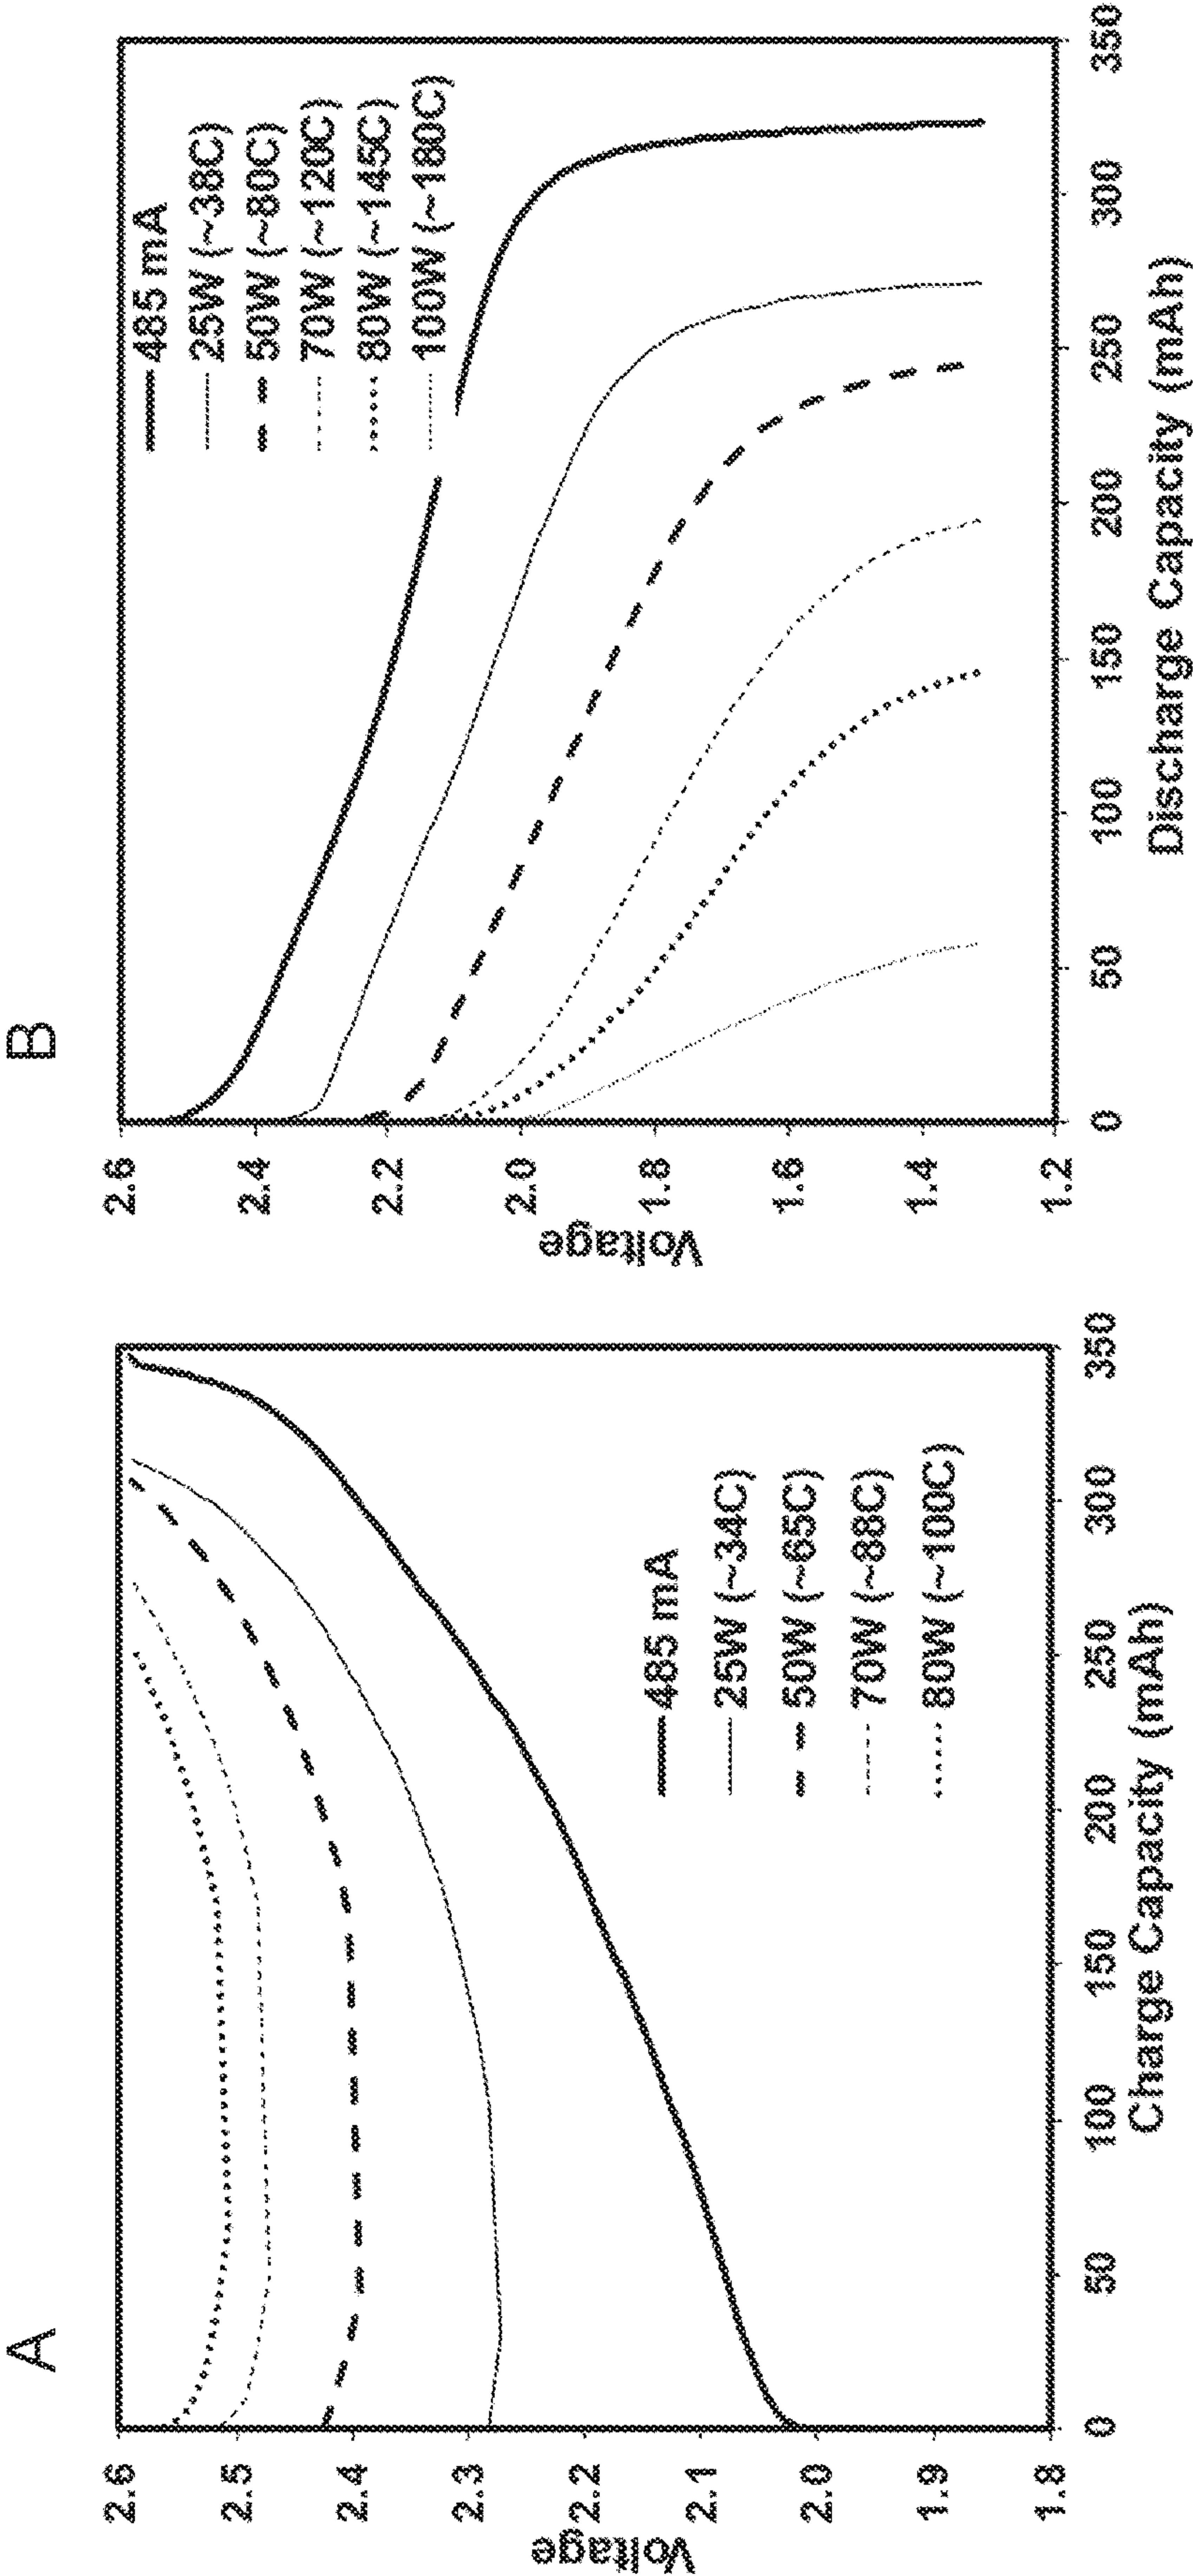 A
2.6
2.5
2.4
2.3
2.2
2.1
2.0
1.9
1.8
Voltage
485 mA
25W (~34C)
50W (~65C)
70W (~88C)
80W (~100C)
0 50 100 150 200 250 300 350
Charge Capacity (mAh)
B
2.6
2.4
2.2
2.0
1.8
1.6
1.4
1.2
Voltage
485 mA
25W (~38C)
50W (~80C)
70W (~120C)
80W (~145C)
100W (~180C)
0 50 100 150 200 250 300 350
Discharge Capacity (mAh)